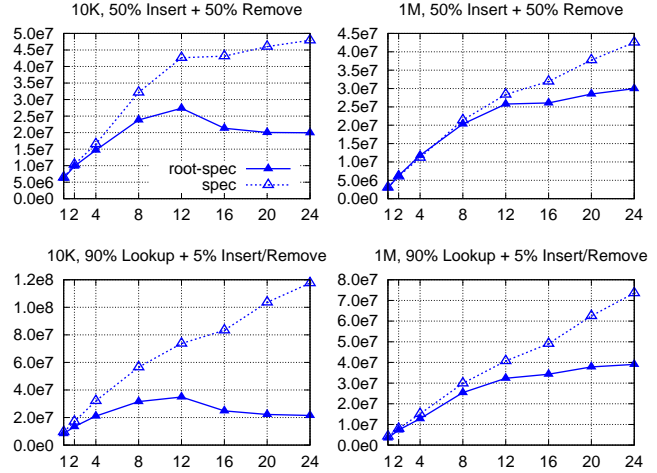 10K, 50% Insert + 50% Remove
5.0e7
4.5e7
4.0e7
3.5e7
3.0e7
2.5e7
2.0e7
1.5e7
1.0e7
5.0e6
0.0e0
root-spec
spec
1 2 4 8 12 16 20 24
1M, 50% Insert + 50% Remove
4.5e7
4.0e7
3.5e7
3.0e7
2.5e7
2.0e7
1.5e7
1.0e7
5.0e6
0.0e0
1 2 4 8 12 16 20 24
10K, 90% Lookup + 5% Insert/Remove
1.2e8
1.0e8
8.0e7
6.0e7
4.0e7
2.0e7
0.0e0
1 2 4 8 12 16 20 24
1M, 90% Lookup + 5% Insert/Remove
8.0e7
7.0e7
6.0e7
5.0e7
4.0e7
3.0e7
2.0e7
1.0e7
0.0e0
1 2 4 8 12 16 20 24